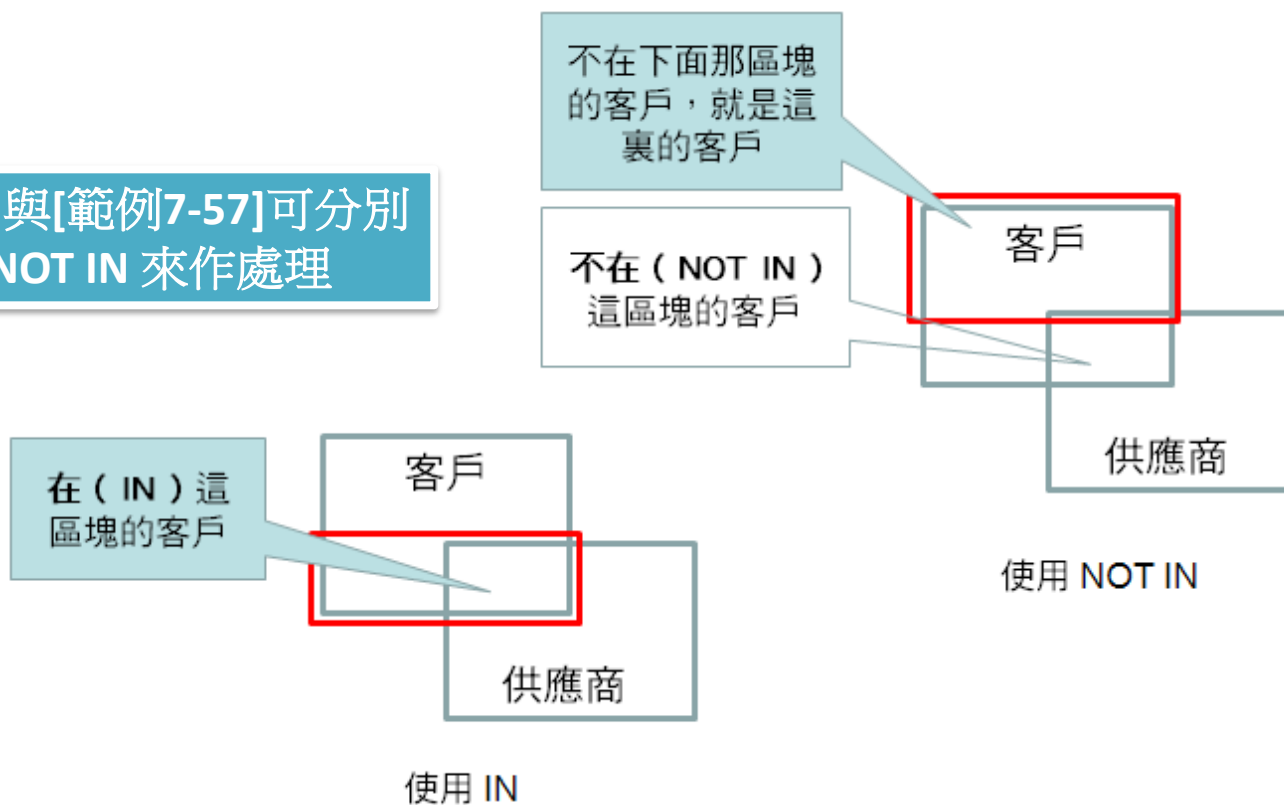 不在下面那區塊
的客戶，就是這
裏的客戶
與[範例7-57]可分別
NOT IN 來作處理
不在（NOT IN）
這區塊的客戶
客戶
供應商
使用 NOT IN
在（IN）這
區塊的客戶
客戶
供應商
使用 IN